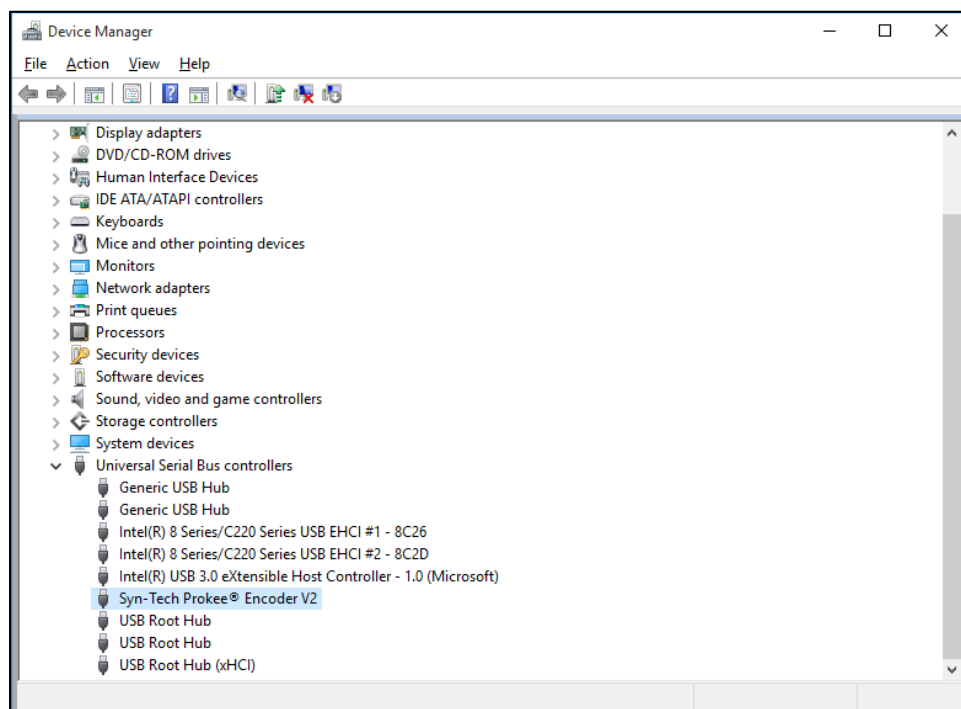 Device Manager
File Action View Help
Display adapters
DVD/CD-ROM drives
Human Interface Devices
IDE ATA/ATAPI controllers
Keyboards
Mice and other pointing devices
Monitors
Network adapters
Print queues
Processors
Security devices
Software devices
Sound, video and game controllers
Storage controllers
System devices
Universal Serial Bus controllers
Generic USB Hub
Generic USB Hub
Intel(R) 8 Series/C220 Series USB EHCI #1 - 8C26
Intel(R) 8 Series/C220 Series USB EHCI #2 - 8C2D
Intel(R) USB 3.0 eXtensible Host Controller - 1.0 (Microsoft)
Syn-Tech Prokee® Encoder V2
USB Root Hub
USB Root Hub
USB Root Hub (xHCI)